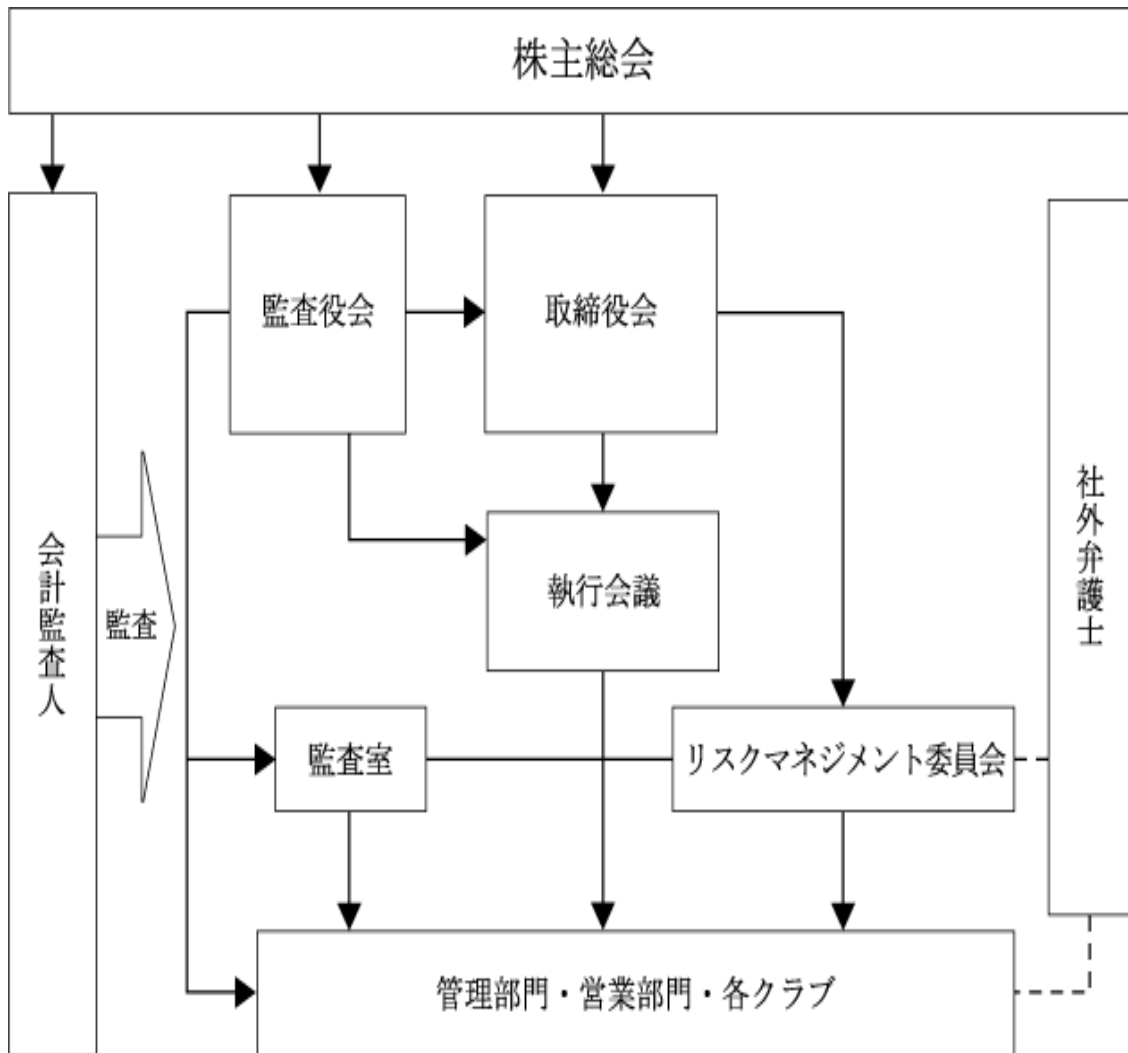 株主総会
監査役会
取締役会
執行会議
会計監査人
監査
社外弁護士
監査室
リスクマネジメント委員会
管理部門・営業部門・各クラブ